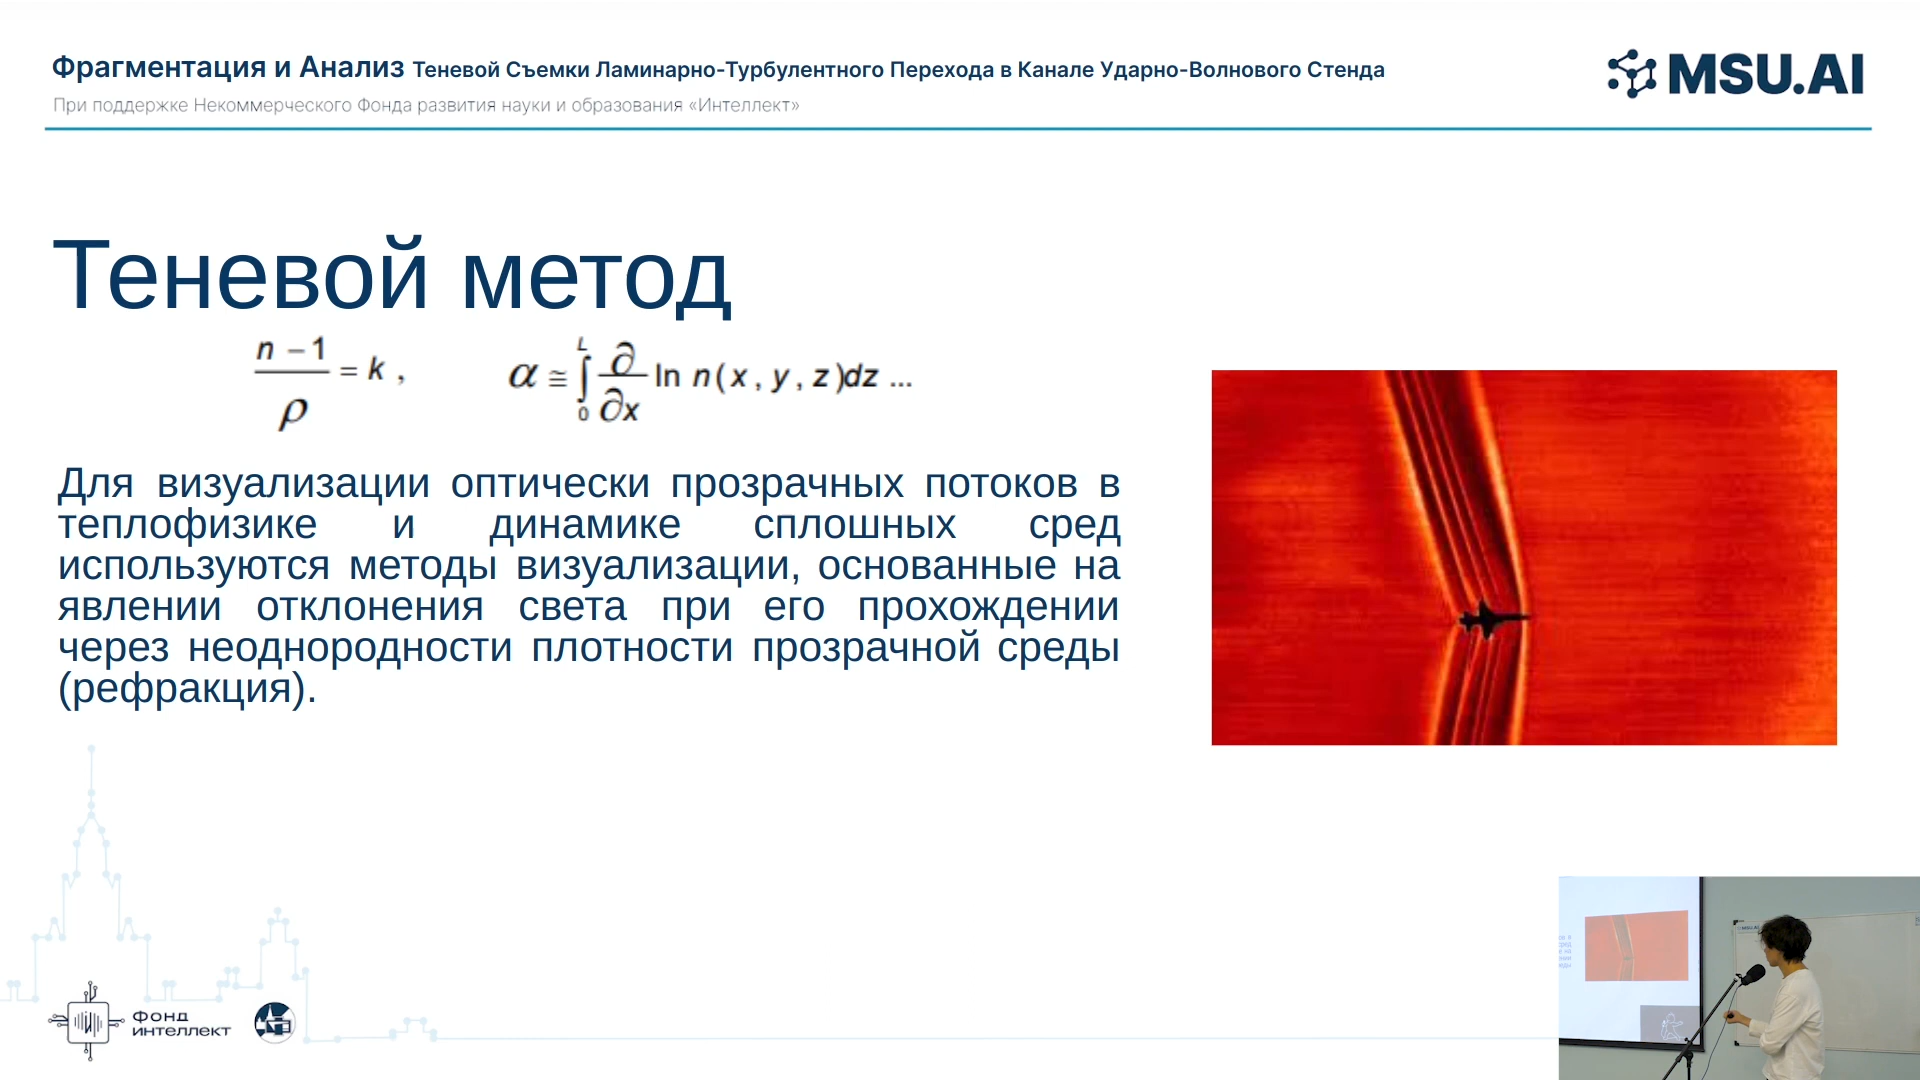 Фрагментация и Анализ Теневой Съемки Ламинарно-Турбулентного Перехода в Канале Ударно-Волнового Стенда
При поддержке Некоммерческого Фонда развития науки и образования «Интеллект»
MSU.AI
Теневой метод
n − 1 / ρ = k , α ≅ ∫₀ᴸ ∂/∂x ln n(x, y, z)dz ...
Для визуализации оптически прозрачных потоков в
теплофизике и динамике сплошных сред
используются методы визуализации, основанные на
явлении отклонения света при его прохождении
через неоднородности плотности прозрачной среды
(рефракция).
ФОНД
ИНТЕЛЛЕКТ